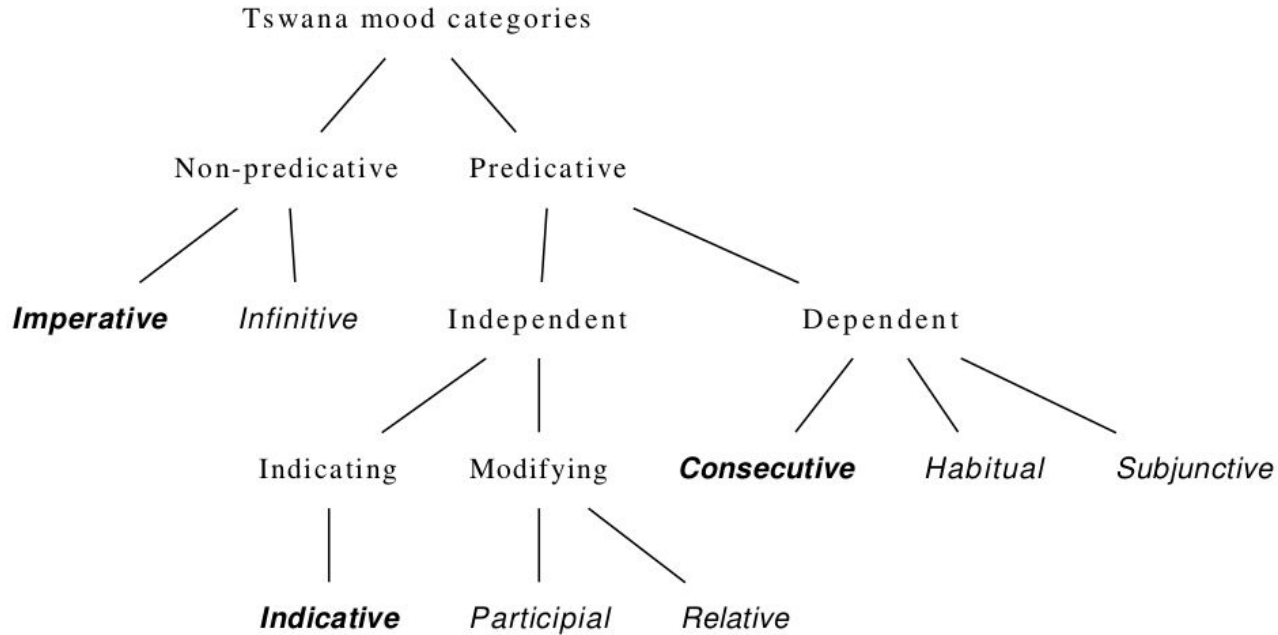 Tswana mood categories
Non-predicative Predicative
Imperative Infinitive Independent Dependent
Indicating Modifying Consecutive Habitual Subjunctive
Indicative Participial Relative